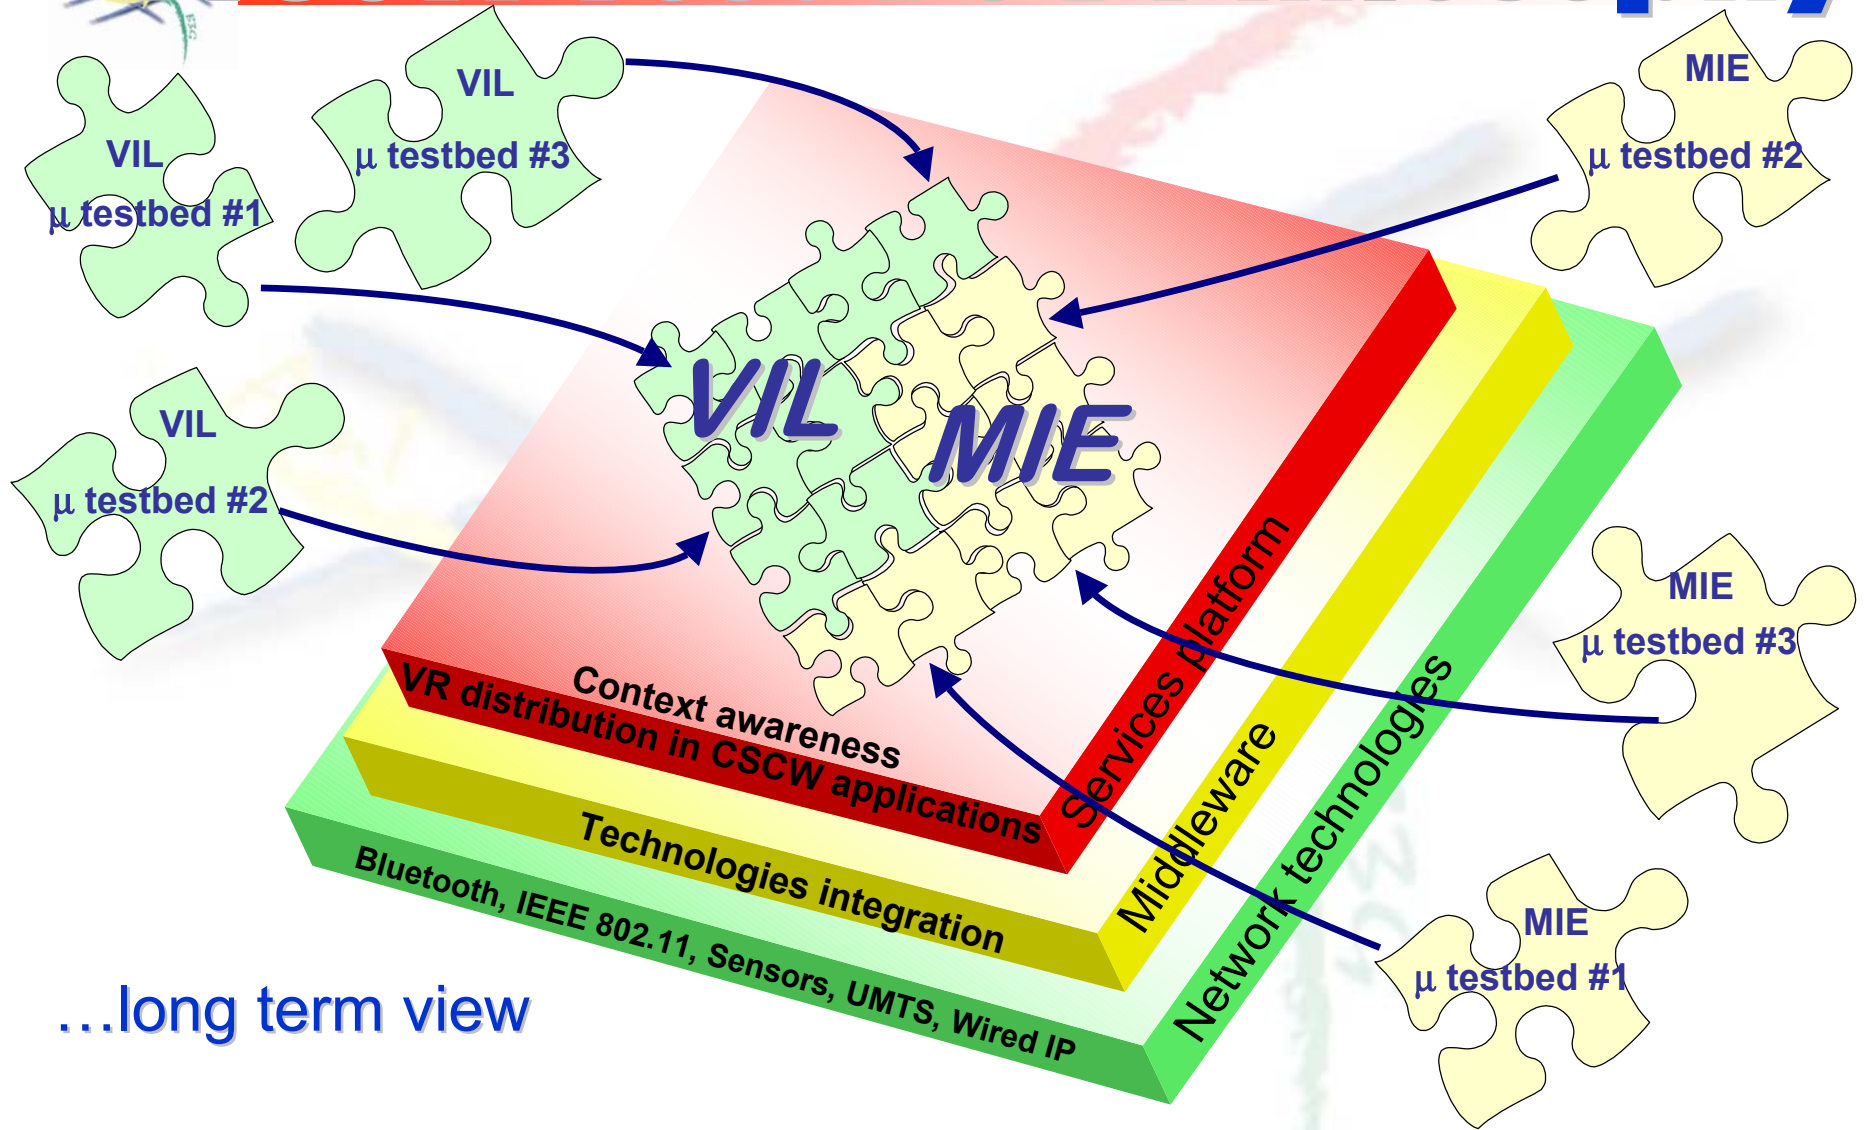 VIL
μ testbed #1
VIL
μ testbed #3
MIE
μ testbed #2
VIL
μ testbed #2
VIL
MIE
MIE
μ testbed #3
MIE
μ testbed #1
Context awareness
VR distribution in CSCW applications
Technologies integration
Bluetooth, IEEE 802.11, Sensors, UMTS, Wired IP
Services platform
Middleware
Network technologies
...long term view